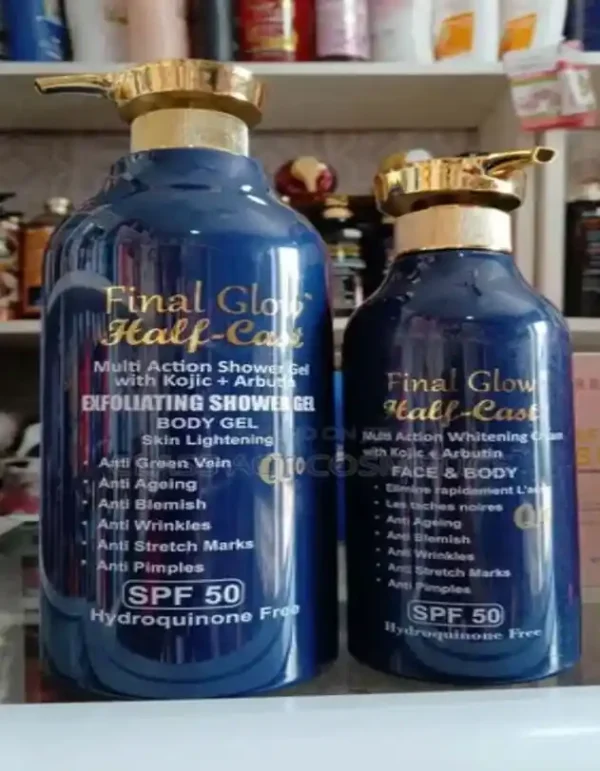 Final Glow
Half-Cast
Multi Action Shower Gel
with Kojic + Arbutin
EXFOLIATING SHOWER GEL
BODY GEL
Skin Lightening
Q10
• Anti Green Vein
• Anti Ageing
• Anti Blemish
• Anti Wrinkles
• Anti Stretch Marks
• Anti Pimples
SPF 50
Hydroquinone Free
Final Glow
Half-Cast
Multi Action Whitening Cream
with Kojic + Arbutin
FACE & BODY
• Elimine rapidement
• Les taches noires
• Anti Ageing
• Anti Blemish
• Anti Wrinkles
• Anti Stretch Marks
• Anti Pimples
SPF 50
Hydroquinone Free